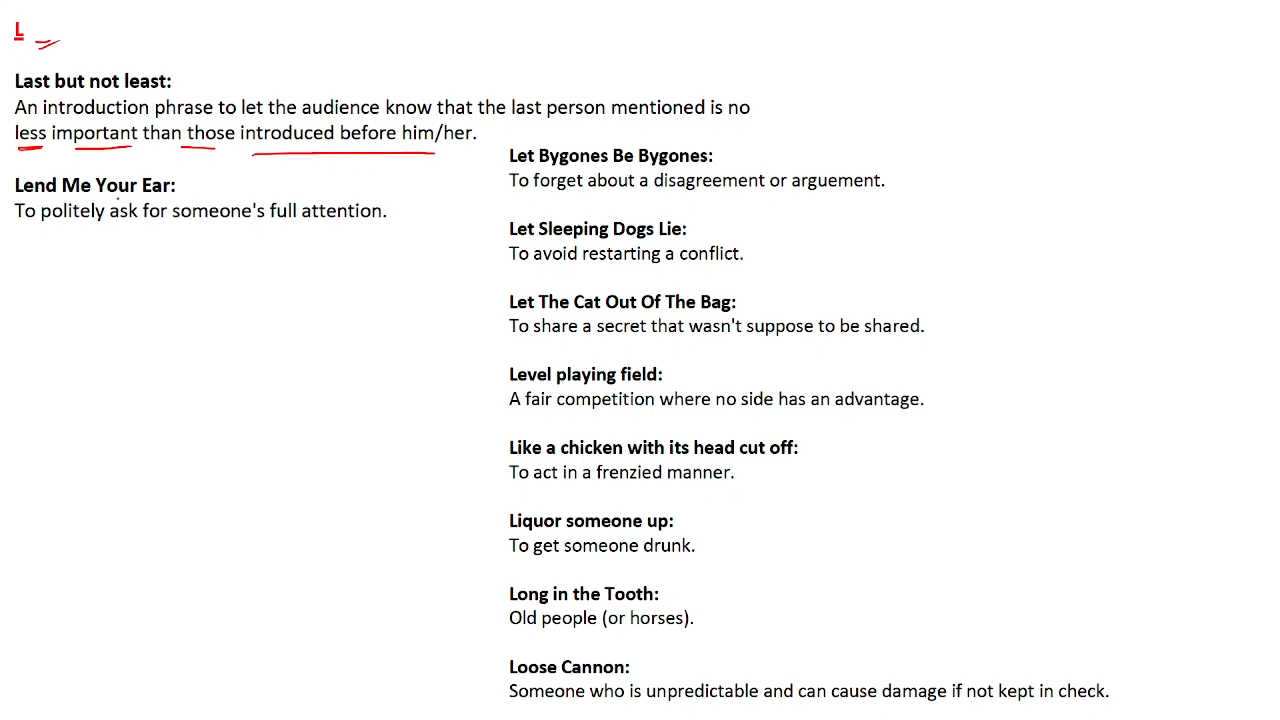 L
Last but not least:
An introduction phrase to let the audience know that the last person mentioned is no
less important than those introduced before him/her.
Lend Me Your Ear:
To politely ask for someone's full attention.
Let Bygones Be Bygones:
To forget about a disagreement or arguement.
Let Sleeping Dogs Lie:
To avoid restarting a conflict.
Let The Cat Out Of The Bag:
To share a secret that wasn't suppose to be shared.
Level playing field:
A fair competition where no side has an advantage.
Like a chicken with its head cut off:
To act in a frenzied manner.
Liquor someone up:
To get someone drunk.
Long in the Tooth:
Old people (or horses).
Loose Cannon:
Someone who is unpredictable and can cause damage if not kept in check.